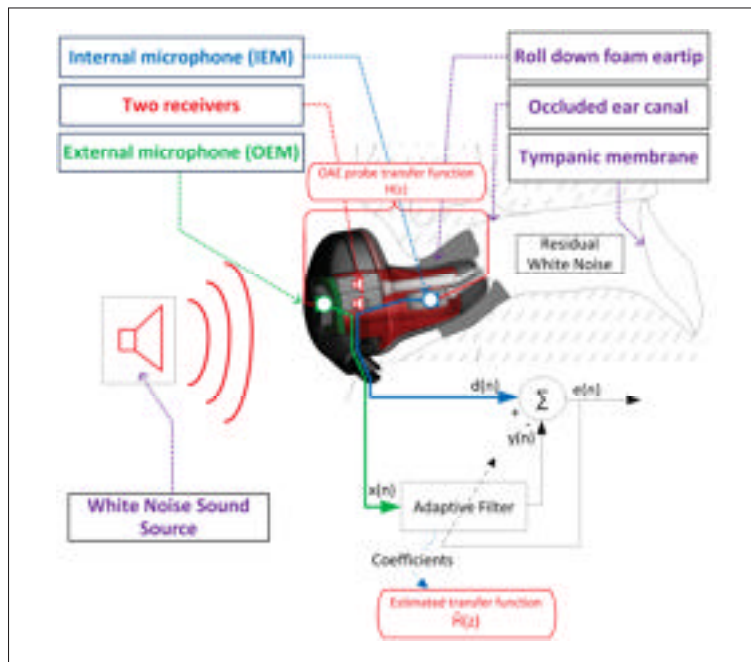 Internal microphone (IEM)
Two receivers
External microphone (OEM)
Roll down foam eartip
Occluded ear canal
Tympanic membrane
OAE probe transfer function
H(z)
Residual
White Noise
d(n)
Σ
e(n)
+
-
y(n)
x(n)
Adaptive Filter
White Noise Sound
Source
Coefficients
Estimated transfer function
Ĥ(z)